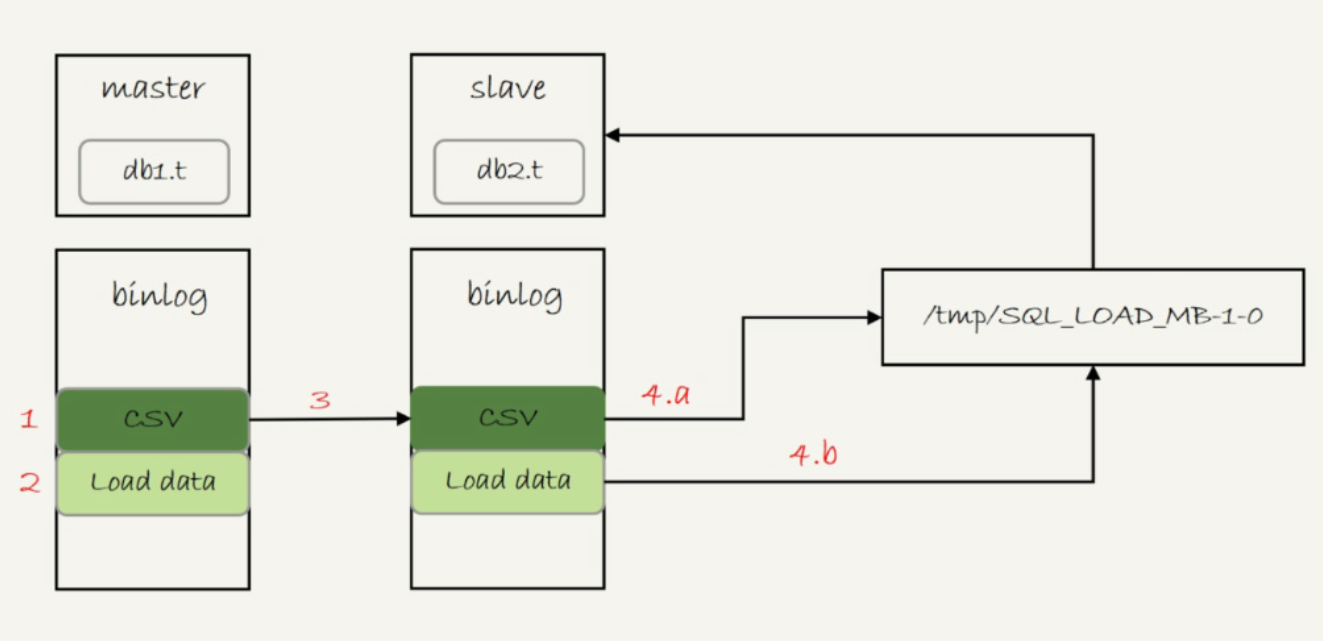 master
db1.t
slave
db2.t
binlog
binlog
/tmp/SQL_LOAD_MB-1-0
1
CSV
3
CSV
4.a
2
Load data
Load data
4.b